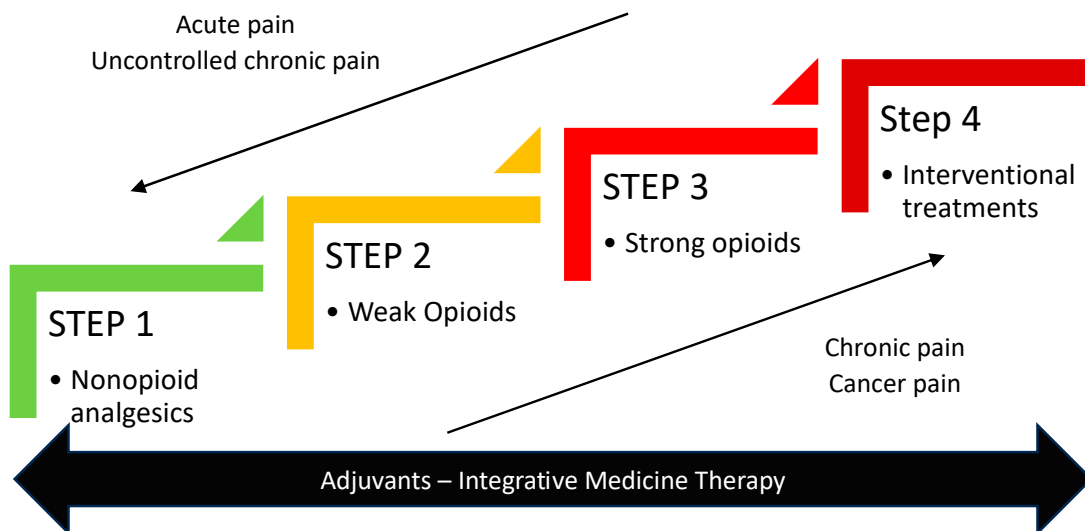 Acute pain
Uncontrolled chronic pain
STEP 1
• Nonopioid
analgesics
STEP 2
• Weak Opioids
STEP 3
• Strong opioids
Step 4
• Interventional
treatments
Chronic pain
Cancer pain
Adjuvants – Integrative Medicine Therapy